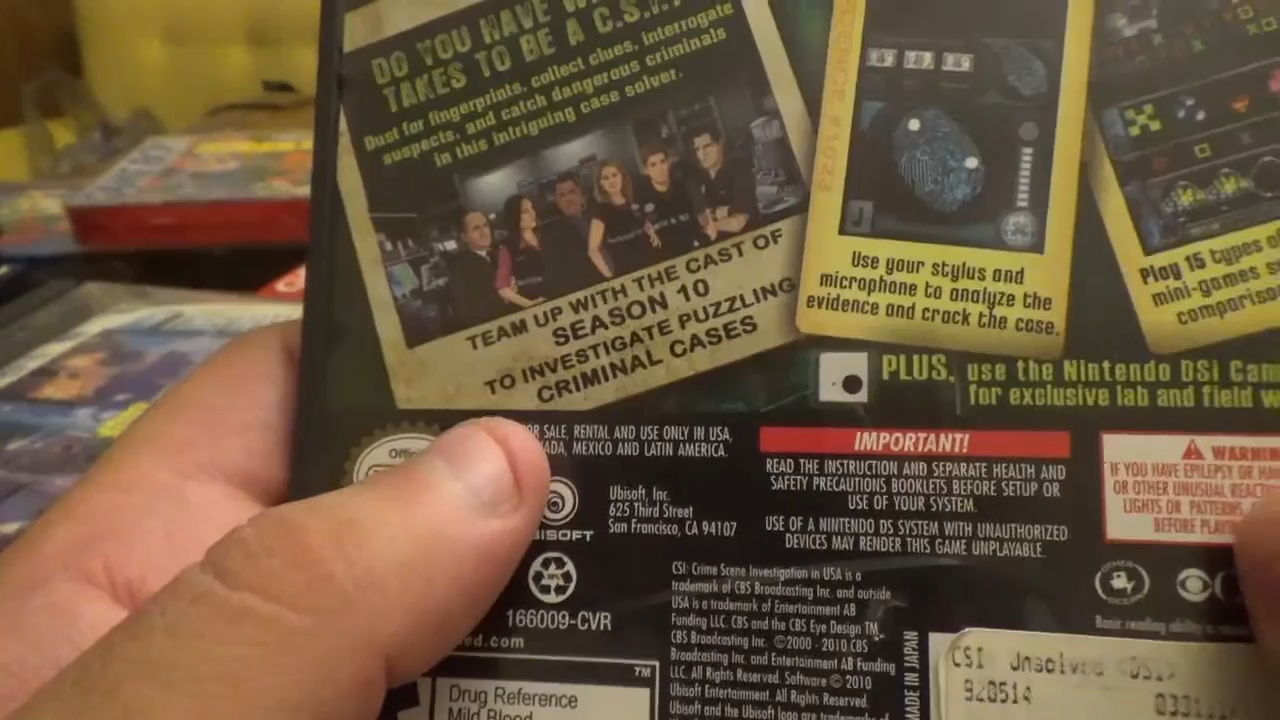 DO YOU HAVE
TAKES TO BE A C.S.I.?
Dust for fingerprints, collect clues, interrogate
suspects, and catch dangerous criminals
in this intriguing case solver.
TEAM UP WITH THE CAST OF
SEASON 10
TO INVESTIGATE PUZZLING
CRIMINAL CASES
Use your stylus and
microphone to analyze the
evidence and crack the case.
Play 15 types
mini-games
PLUS, use the Nintendo DSi Cam
for exclusive lab and field
SALE, RENTAL AND USE ONLY IN USA,
MEXICO AND LATIN AMERICA.
Ubisoft, Inc.
625 Third Street
San Francisco, CA 94107
166009-CVR
ed.com
TM
Drug Reference
Mild Blood
IMPORTANT!
READ THE INSTRUCTION AND SEPARATE HEALTH AND
SAFETY PRECAUTIONS BOOKLETS BEFORE SETUP OR
USE OF YOUR SYSTEM.
USE OF A NINTENDO DS SYSTEM WITH UNAUTHORIZED
DEVICES MAY RENDER THIS GAME UNPLAYABLE.
WARNIN
IF YOU HAVE EPILEPSY OR
OR OTHER UNUSUAL REACT
LIGHTS OR PATTERNS,
BEFORE PLAY
CSI: Crime Scene Investigation in USA is a
trademark of CBS Broadcasting Inc. and outside
USA is a trademark of Entertainment AB
Funding LLC. CBS and the CBS Eye Design TM
CBS Broadcasting Inc. ©2000 - 2010 CBS
Broadcasting Inc. and Entertainment AB Funding
LLC. All Rights Reserved. Software © 2010
Ubisoft Entertainment. All Rights Reserved.
Ubisoft and the Ubisoft logo are trademarks of
MADE IN JAPAN
Basic reading ability
CSI Unsolved (DS)
920514